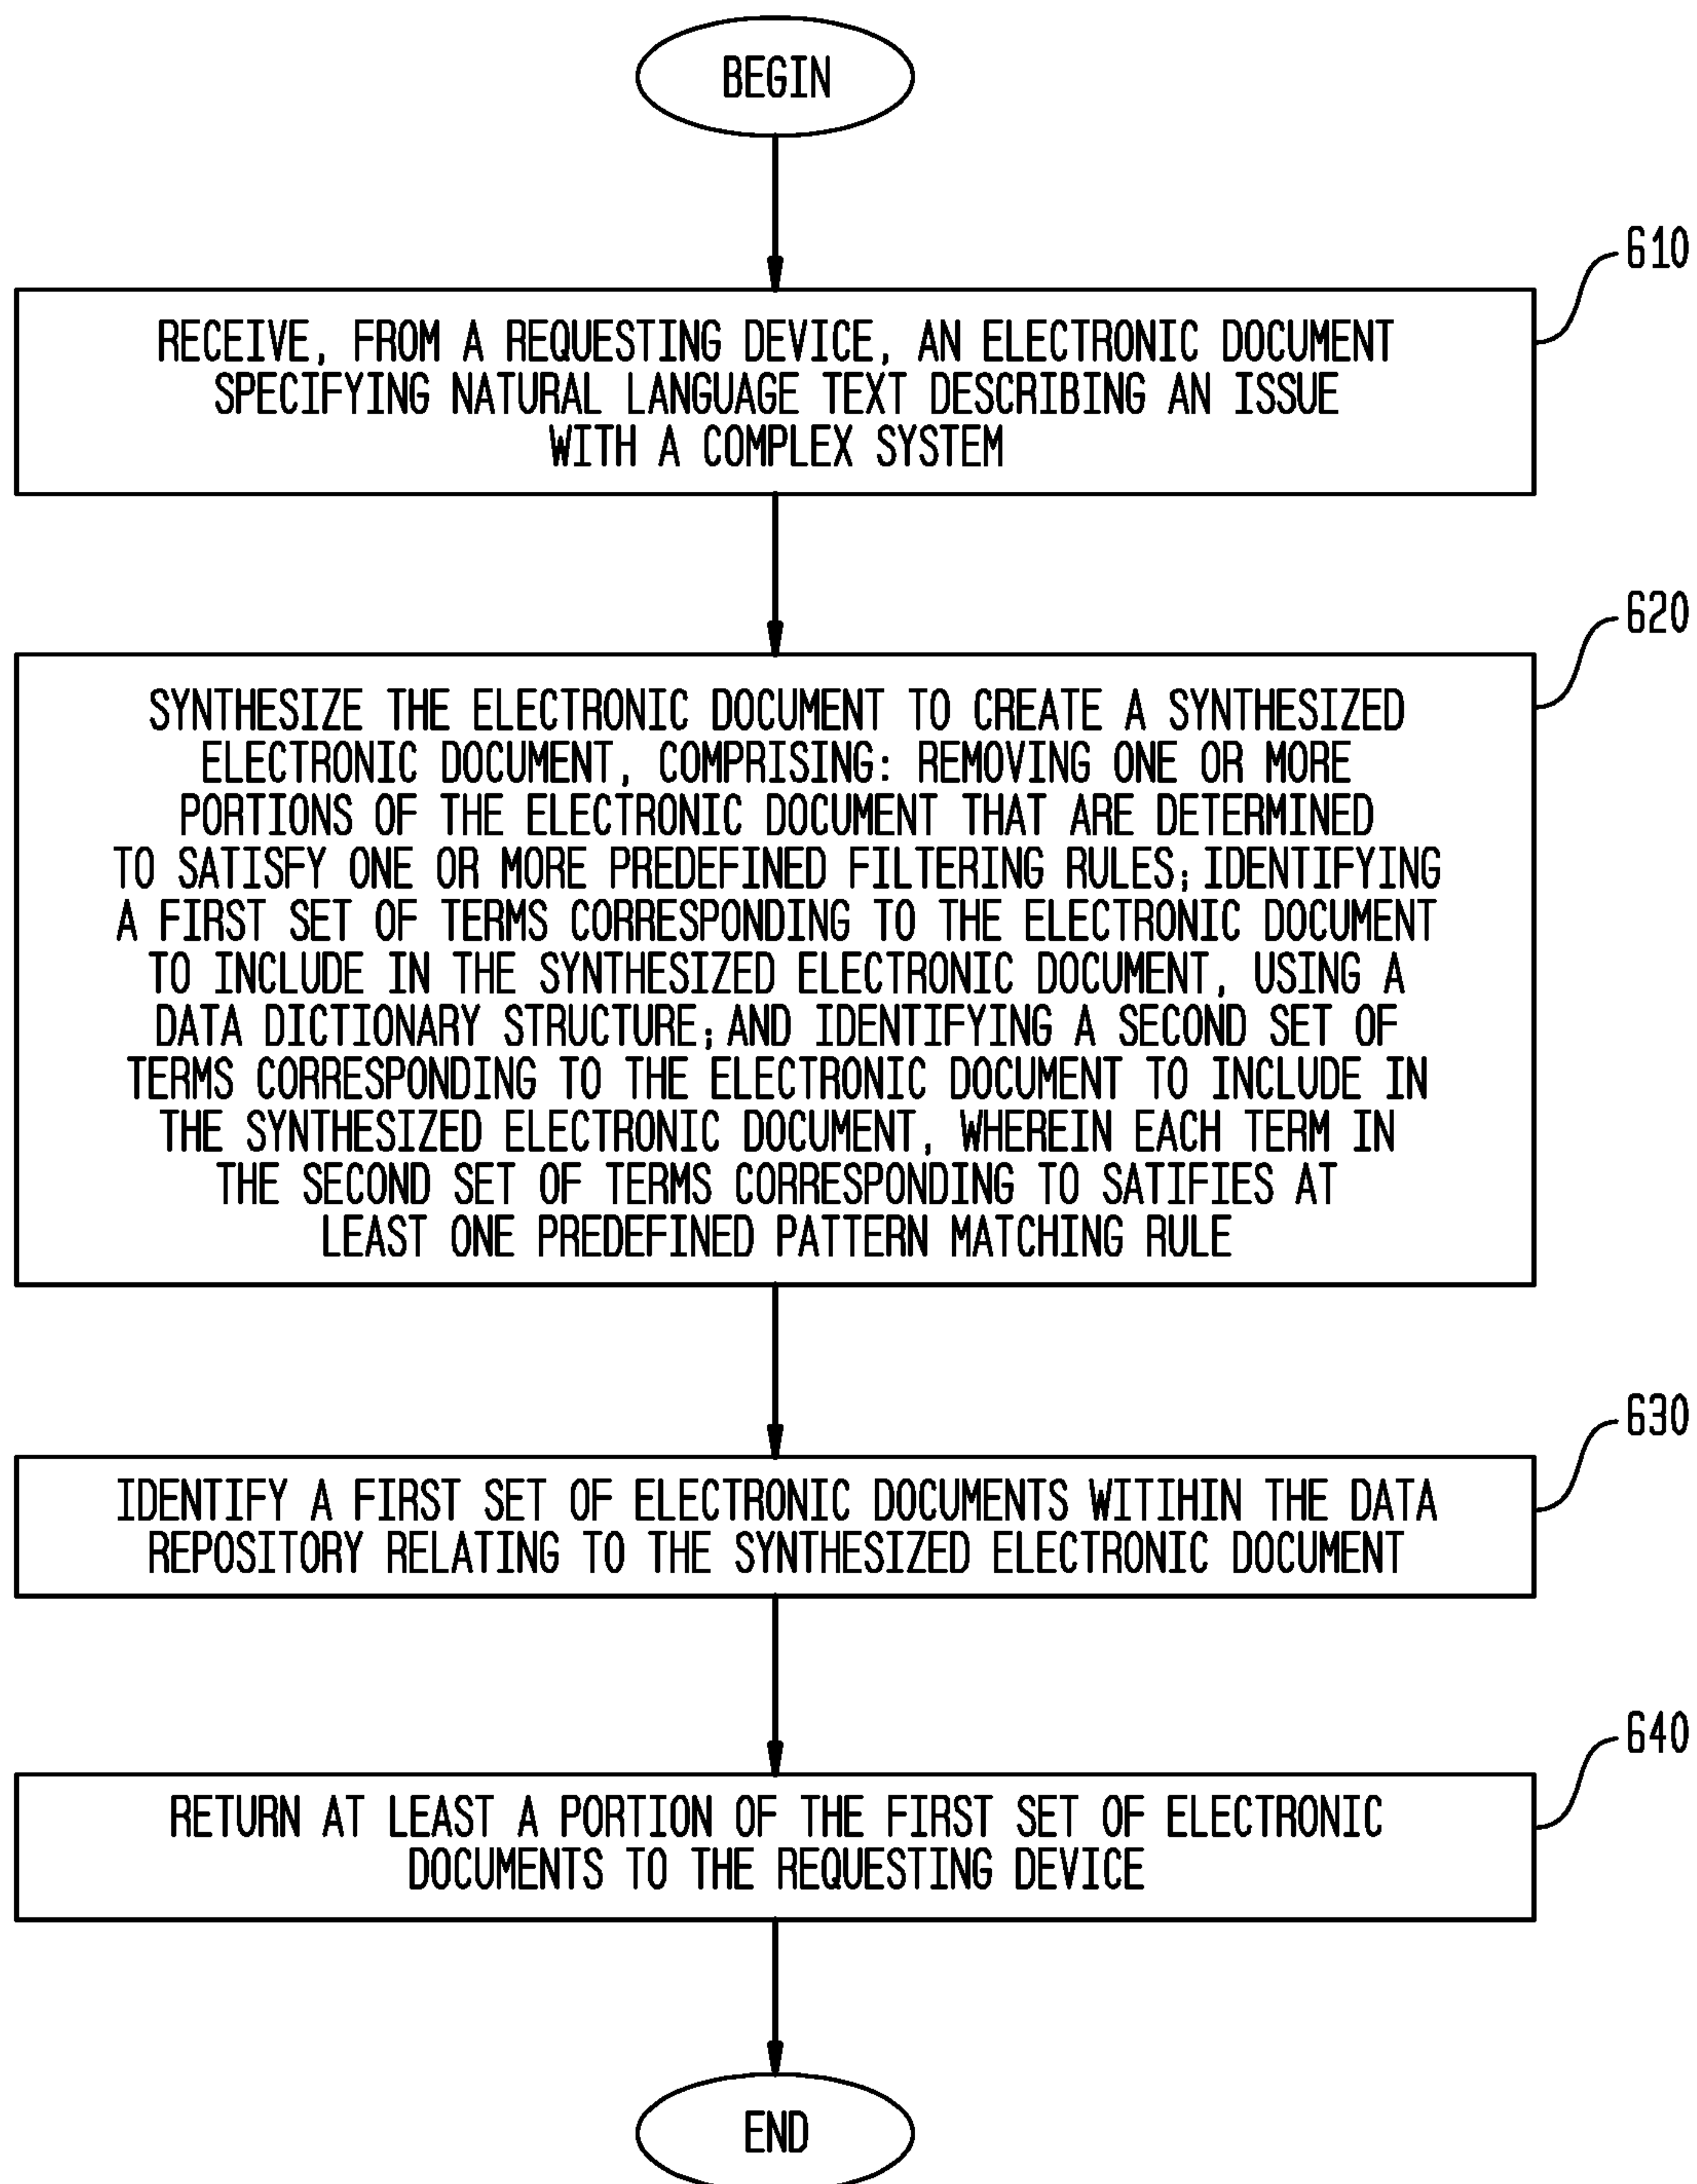 BEGIN
610
RECEIVE, FROM A REQUESTING DEVICE, AN ELECTRONIC DOCUMENT
SPECIFYING NATURAL LANGUAGE TEXT DESCRIBING AN ISSUE
WITH A COMPLEX SYSTEM
620
SYNTHESIZE THE ELECTRONIC DOCUMENT TO CREATE A SYNTHESIZED
ELECTRONIC DOCUMENT, COMPRISING: REMOVING ONE OR MORE
PORTIONS OF THE ELECTRONIC DOCUMENT THAT ARE DETERMINED
TO SATISFY ONE OR MORE PREDEFINED FILTERING RULES; IDENTIFYING
A FIRST SET OF TERMS CORRESPONDING TO THE ELECTRONIC DOCUMENT
TO INCLUDE IN THE SYNTHESIZED ELECTRONIC DOCUMENT, USING A
DATA DICTIONARY STRUCTURE; AND IDENTIFYING A SECOND SET OF
TERMS CORRESPONDING TO THE ELECTRONIC DOCUMENT TO INCLUDE IN
THE SYNTHESIZED ELECTRONIC DOCUMENT, WHEREIN EACH TERM IN
THE SECOND SET OF TERMS CORRESPONDING TO SATIFIES AT
LEAST ONE PREDEFINED PATTERN MATCHING RULE
630
IDENTIFY A FIRST SET OF ELECTRONIC DOCUMENTS WITIHIN THE DATA
REPOSITORY RELATING TO THE SYNTHESIZED ELECTRONIC DOCUMENT
640
RETURN AT LEAST A PORTION OF THE FIRST SET OF ELECTRONIC
DOCUMENTS TO THE REQUESTING DEVICE
END